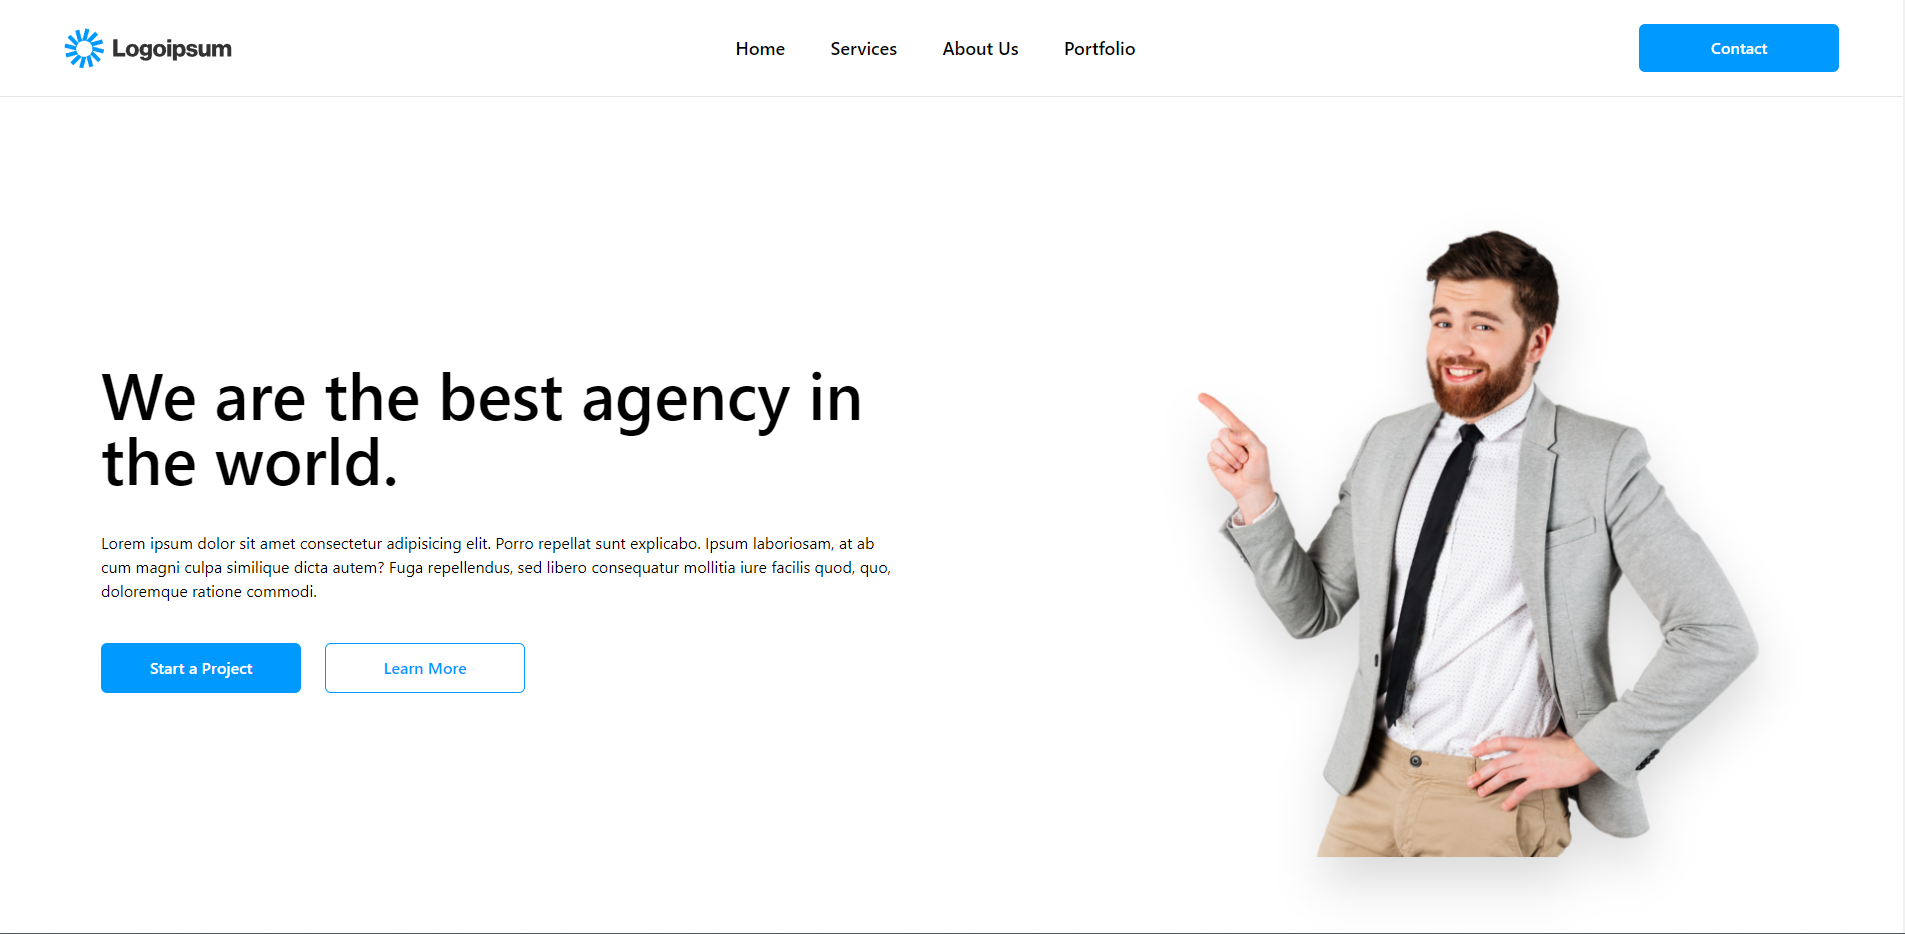 Logoipsum
Home
Services
About Us
Portfolio
Contact
We are the best agency in
the world.
Lorem ipsum dolor sit amet consectetur adipisicing elit. Porro repellat sunt explicabo. Ipsum laboriosam, at ab
cum magni culpa similique dicta autem? Fuga repellendus, sed libero consequatur mollitia iure facilis quod, quo,
doloremque ratione commodi.
Start a Project
Learn More